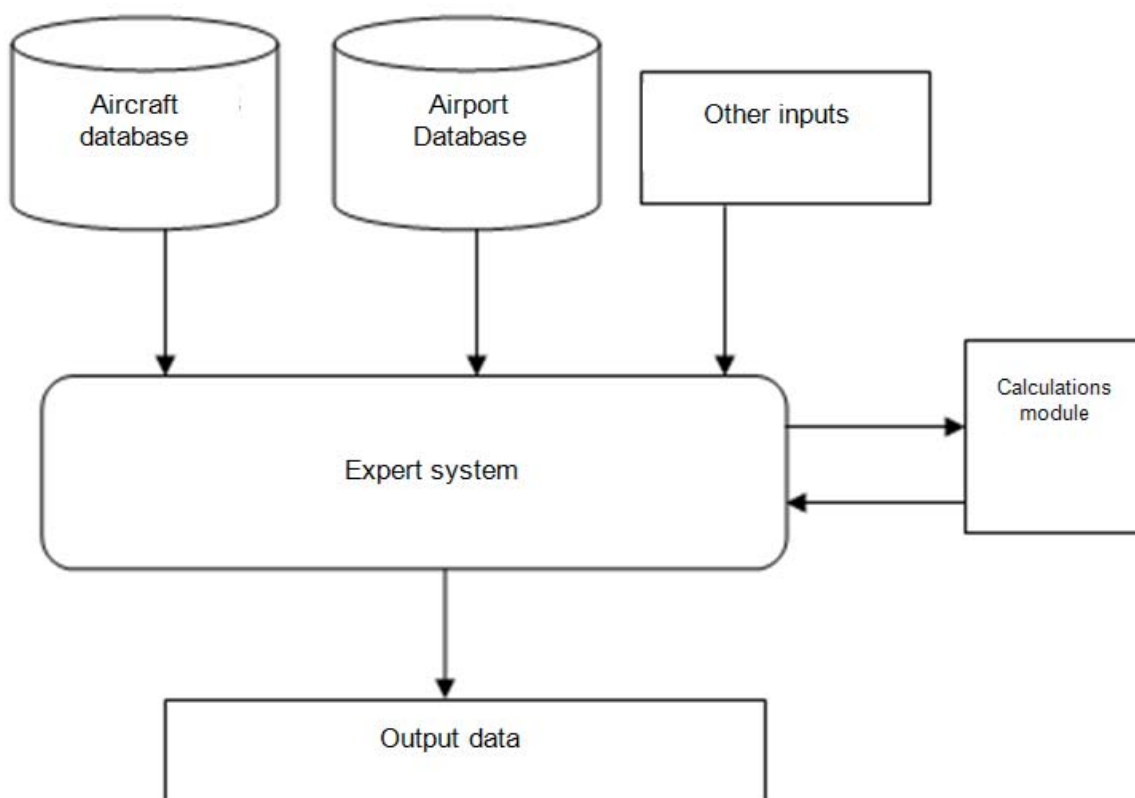 Aircraft
database
Airport
Database
Other inputs
Calculations
module
Expert system
Output data